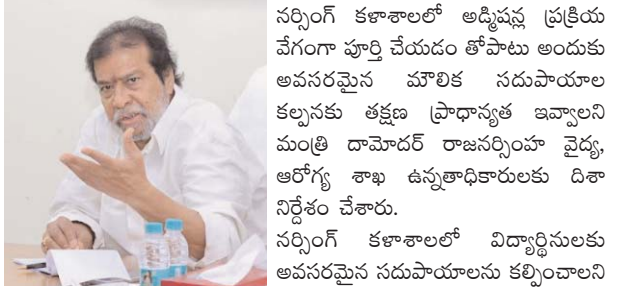 నర్సింగ్ కళాశాలలో అడ్మిషన్ల ప్రక్రియ
వేగంగా పూర్తి చేయడం తోపాటు అందుకు
అవసరమైన మౌలిక సదుపాయాల
కల్పనకు తక్షణ ప్రాధాన్యత ఇవ్వాలని
మంత్రి దామోదర్ రాజనర్సింహ వైద్య,
ఆరోగ్య శాఖ ఉన్నతాధికారులకు దిశా
నిర్దేశం చేశారు.
నర్సింగ్ కళాశాలలో విద్యార్థినులకు
అవసరమైన సదుపాయాలను కల్పించాలని